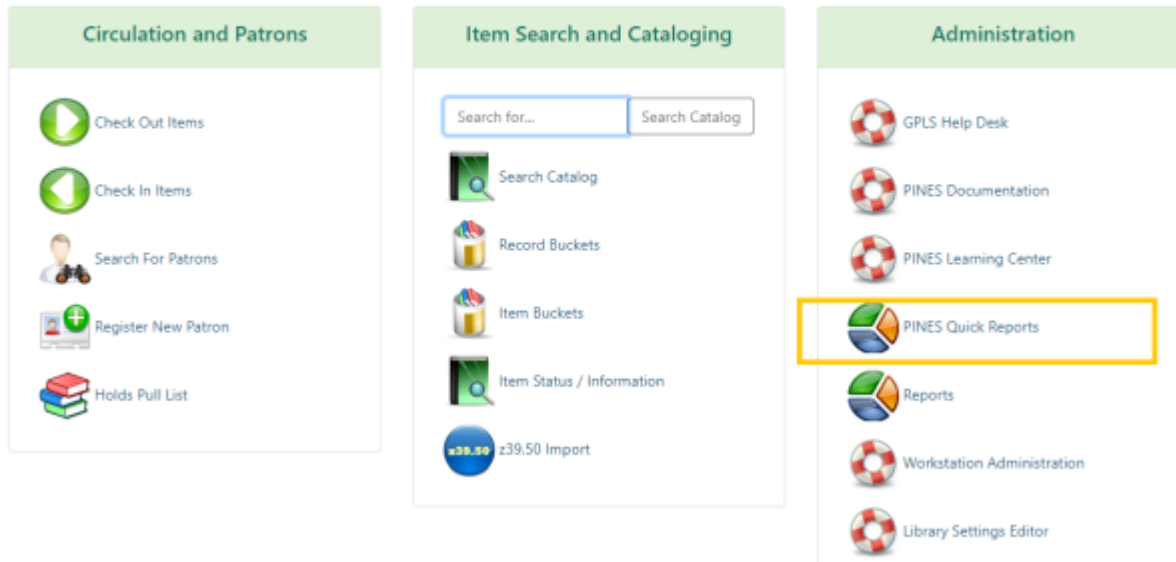 Circulation and Patrons
Check Out Items
Check In Items
Search For Patrons
Register New Patron
Holds Pull List
Item Search and Cataloging
Search for...
Search Catalog
Search Catalog
Record Buckets
Item Buckets
Item Status / Information
z39.50
z39.50 Import
Administration
GPLS Help Desk
PINES Documentation
PINES Learning Center
PINES Quick Reports
Reports
Workstation Administration
Library Settings Editor